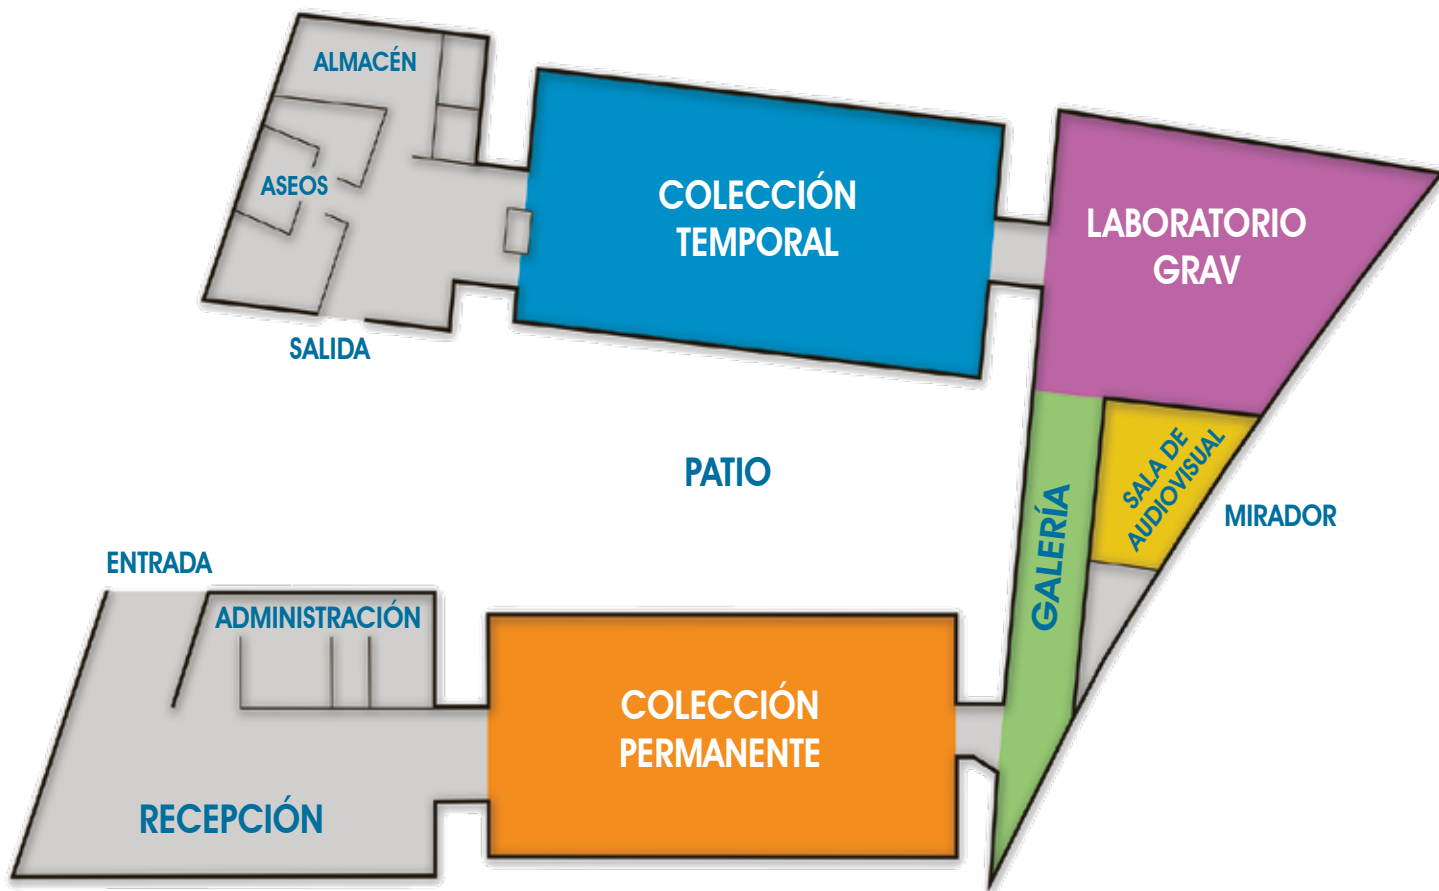 ALMACÉN
ASEOS
SALIDA
COLECCIÓN
TEMPORAL
LABORATORIO
GRAV
PATIO
SALA DE
AUDIOVISUAL
MIRADOR
GALERÍA
ENTRADA
ADMINISTRACIÓN
RECEPCIÓN
COLECCIÓN
PERMANENTE